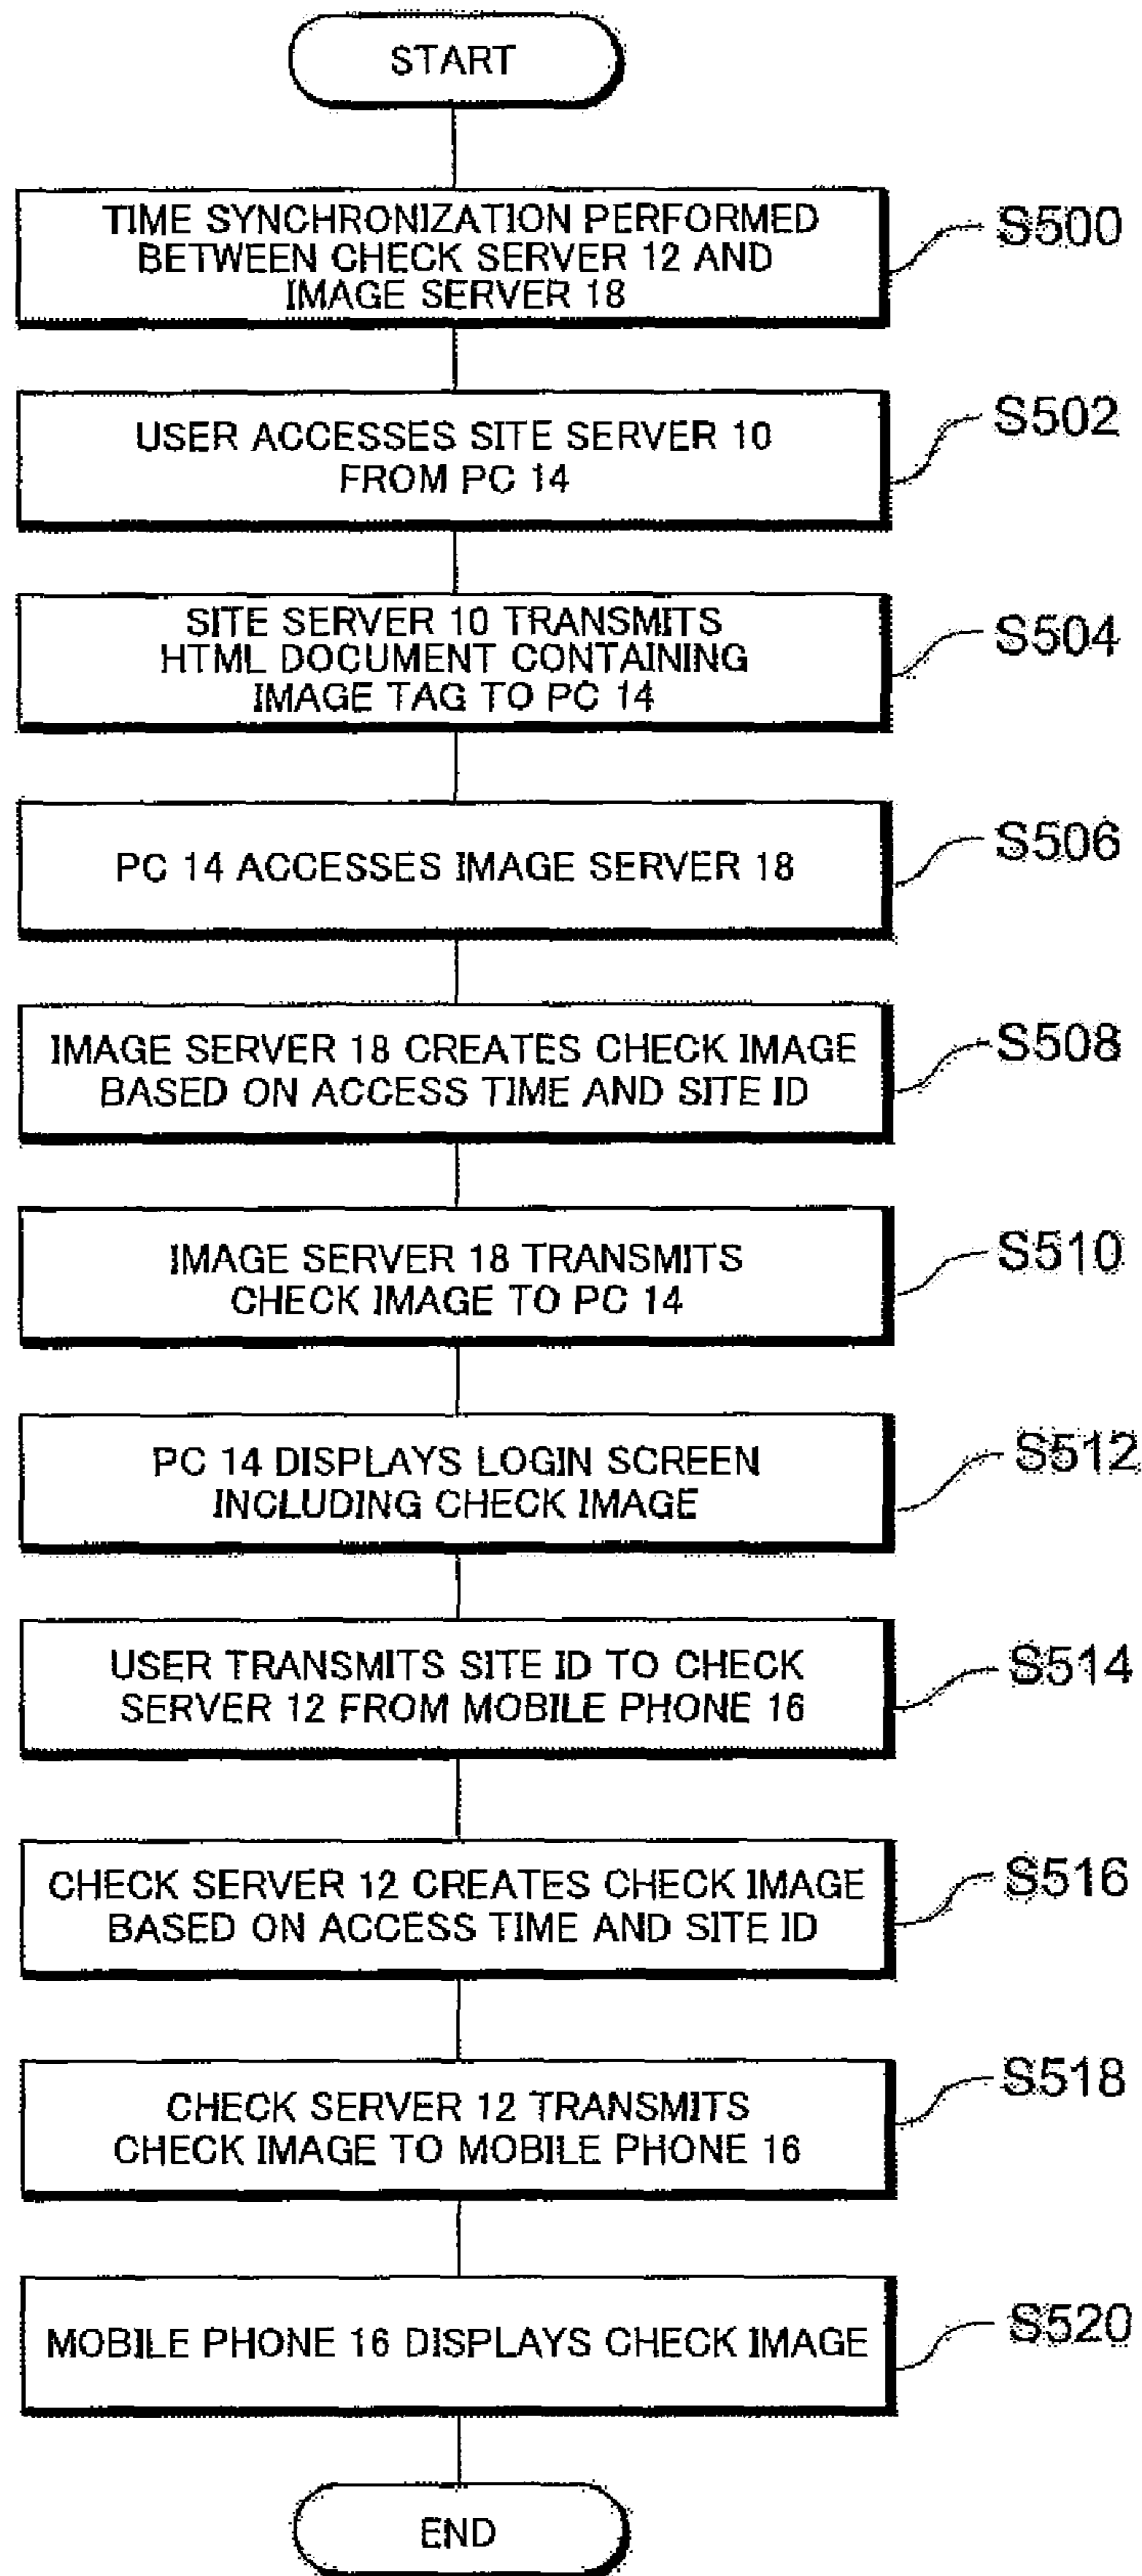 START
TIME SYNCHRONIZATION PERFORMED
BETWEEN CHECK SERVER 12 AND
IMAGE SERVER 18
S500
USER ACCESSES SITE SERVER 10
FROM PC 14
S502
SITE SERVER 10 TRANSMITS
HTML DOCUMENT CONTAINING
IMAGE TAG TO PC 14
S504
PC 14 ACCESSES IMAGE SERVER 18
S506
IMAGE SERVER 18 CREATES CHECK IMAGE
BASED ON ACCESS TIME AND SITE ID
S508
IMAGE SERVER 18 TRANSMITS
CHECK IMAGE TO PC 14
S510
PC 14 DISPLAYS LOGIN SCREEN
INCLUDING CHECK IMAGE
S512
USER TRANSMITS SITE ID TO CHECK
SERVER 12 FROM MOBILE PHONE 16
S514
CHECK SERVER 12 CREATES CHECK IMAGE
BASED ON ACCESS TIME AND SITE ID
S516
CHECK SERVER 12 TRANSMITS
CHECK IMAGE TO MOBILE PHONE 16
S518
MOBILE PHONE 16 DISPLAYS CHECK IMAGE
S520
END